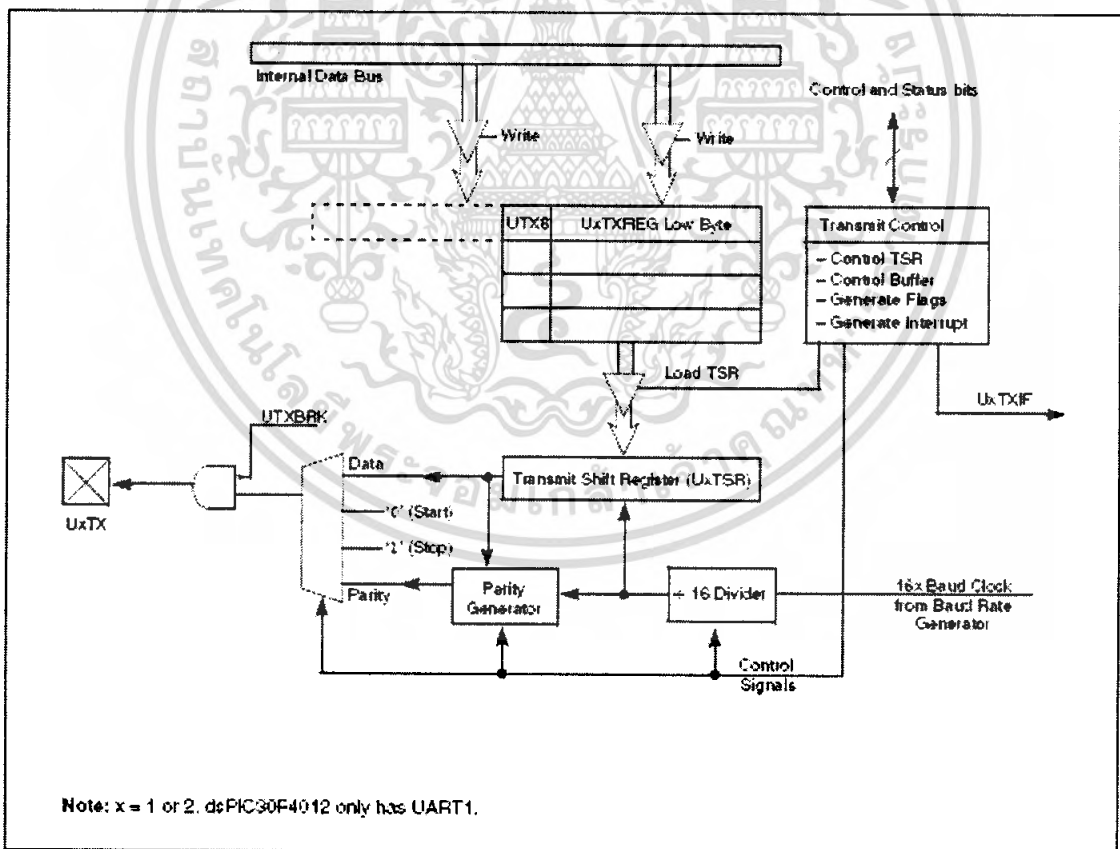 Internal Data Bus
Control and Status bits
Write
Write
UTX8
UxTXREG Low Byte
Transmit Control
– Control TSR
– Control Buffer
– Generate Flags
– Generate Interrupt
Load TSR
UxTXIF
UTXBRK
Data
Transmit Shift Register (UxTSR)
UxTX
'0' (Start)
'1' (Stop)
Parity
Parity
Generator
÷ 16 Divider
16x Baud Clock
from Baud Rate
Generator
Control
Signals
Note: x = 1 or 2. dsPIC30F4012 only has UART1.